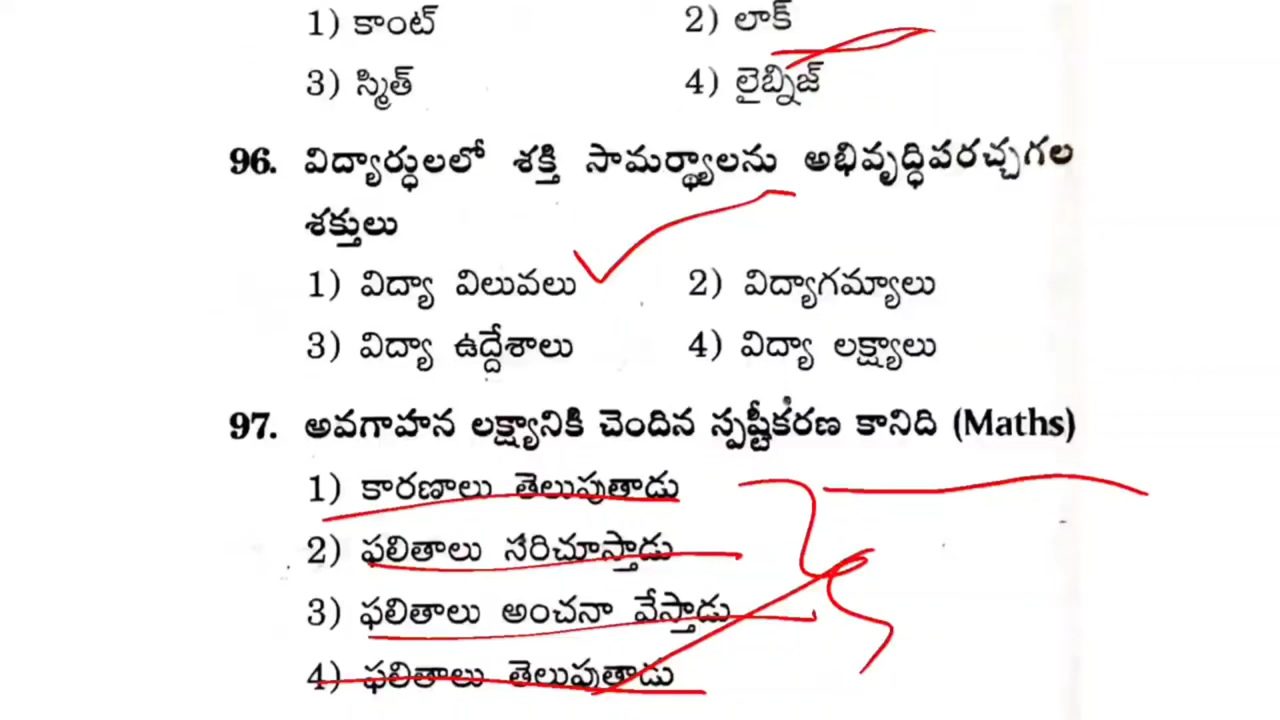 1) కాంట్ 2) లాక్
3) స్మిత్ 4) లైబ్నిజ్
96. విద్యార్థులలో శక్తి సామర్థ్యాలను అభివృద్ధిపరచ్చగల
శక్తులు
1) విద్యా విలువలు 2) విద్యాగమ్యాలు
3) విద్యా ఉద్దేశాలు 4) విద్యా లక్ష్యాలు
97. అవగాహన లక్ష్యానికి చెందిన స్పష్టీకరణ కానిది (Maths)
1) కారణాలు తెలుపుతాడు
2) ఫలితాలు సరిచూస్తాడు
3) ఫలితాలు అంచనా వేస్తాడు
4) ఫలితాలు తెలుపుతాడు